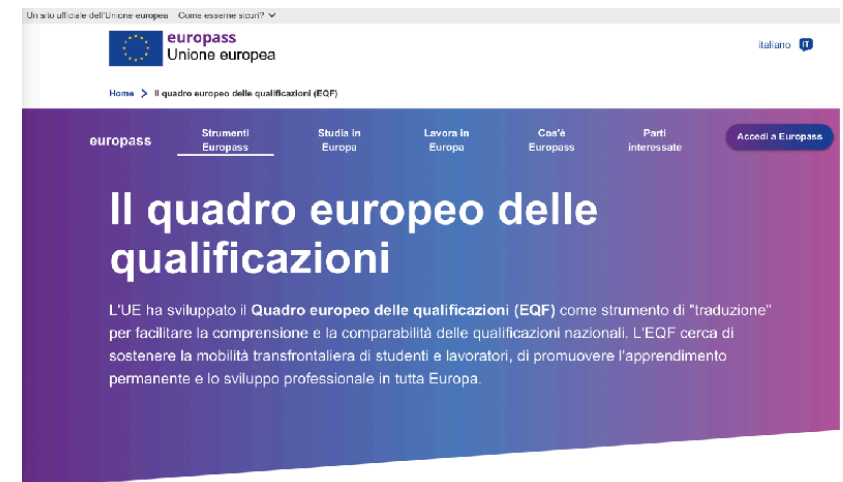 Un sito ufficiale dell'Unione europea Come esserne sicuri?
europass
Unione europea
italiano IT
Home > Il quadro europeo delle qualificazioni (EQF)
europass Strumenti Europass Studia in Europa Lavora in Europa Cos'è Europass Parti interessate Accedi a Europass
Il quadro europeo delle
qualificazioni
L'UE ha sviluppato il Quadro europeo delle qualificazioni (EQF) come strumento di "traduzione"
per facilitare la comprensione e la comparabilità delle qualificazioni nazionali. L'EQF cerca di
sostenere la mobilità transfrontaliera di studenti e lavoratori, di promuovere l'apprendimento
permanente e lo sviluppo professionale in tutta Europa.